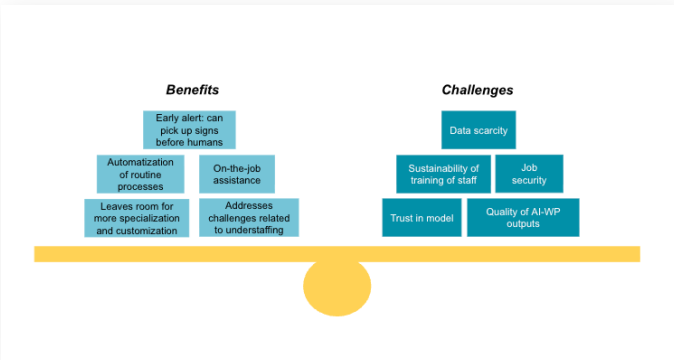 Benefits
Challenges
Early alert: can
pick up signs
before humans
Data scarcity
Automatization
of routine
processes
On-the-job
assistance
Sustainability of
training of staff
Job
security
Leaves room for
more specialization
and customization
Addresses
challenges related
to understaffing
Trust in model
Quality of AI-WP
outputs